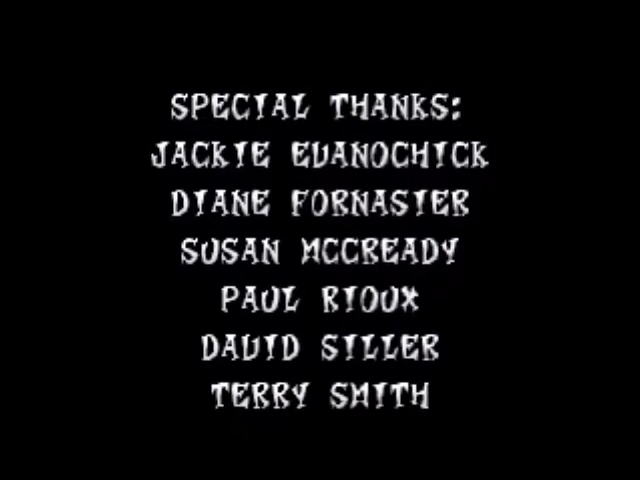 SPECIAL THANKS:
JACKIE EVANOCHICK
DIANE FORNASIER
SUSAN MCCREADY
PAUL RIOUX
DAVID SILLER
TERRY SMITH